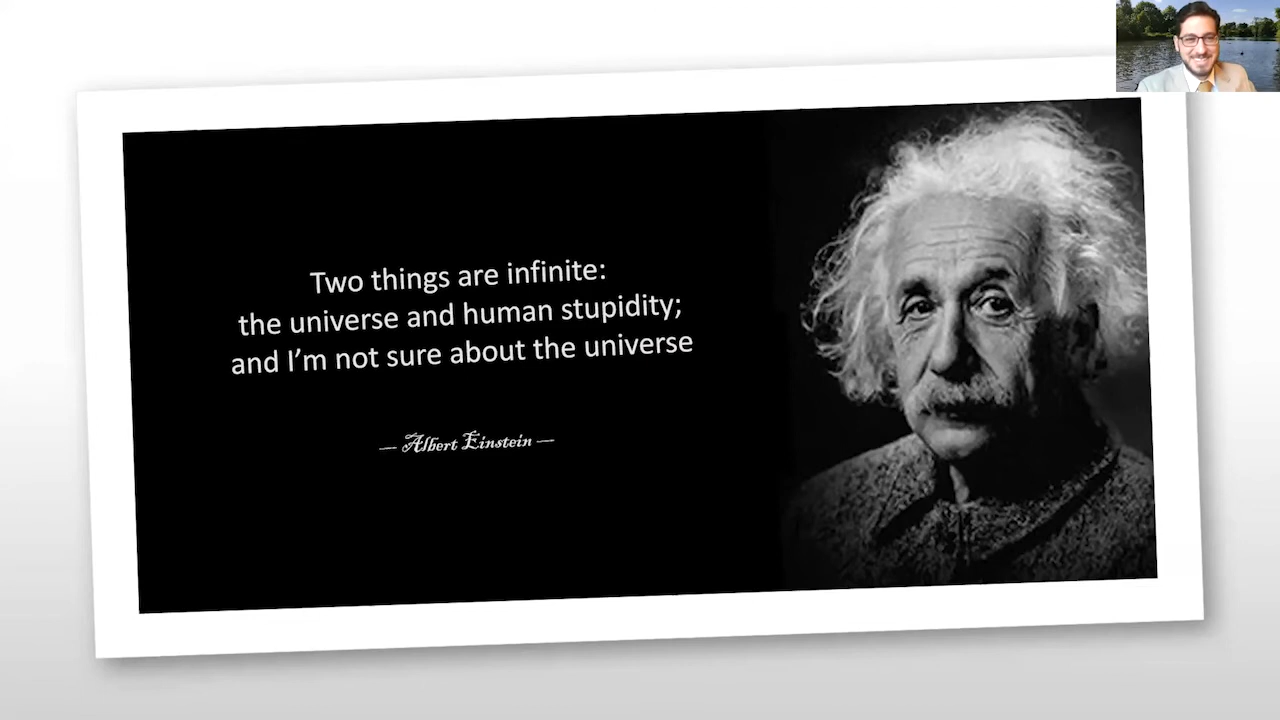 Two things are infinite:
the universe and human stupidity;
and I’m not sure about the universe
— Albert Einstein —